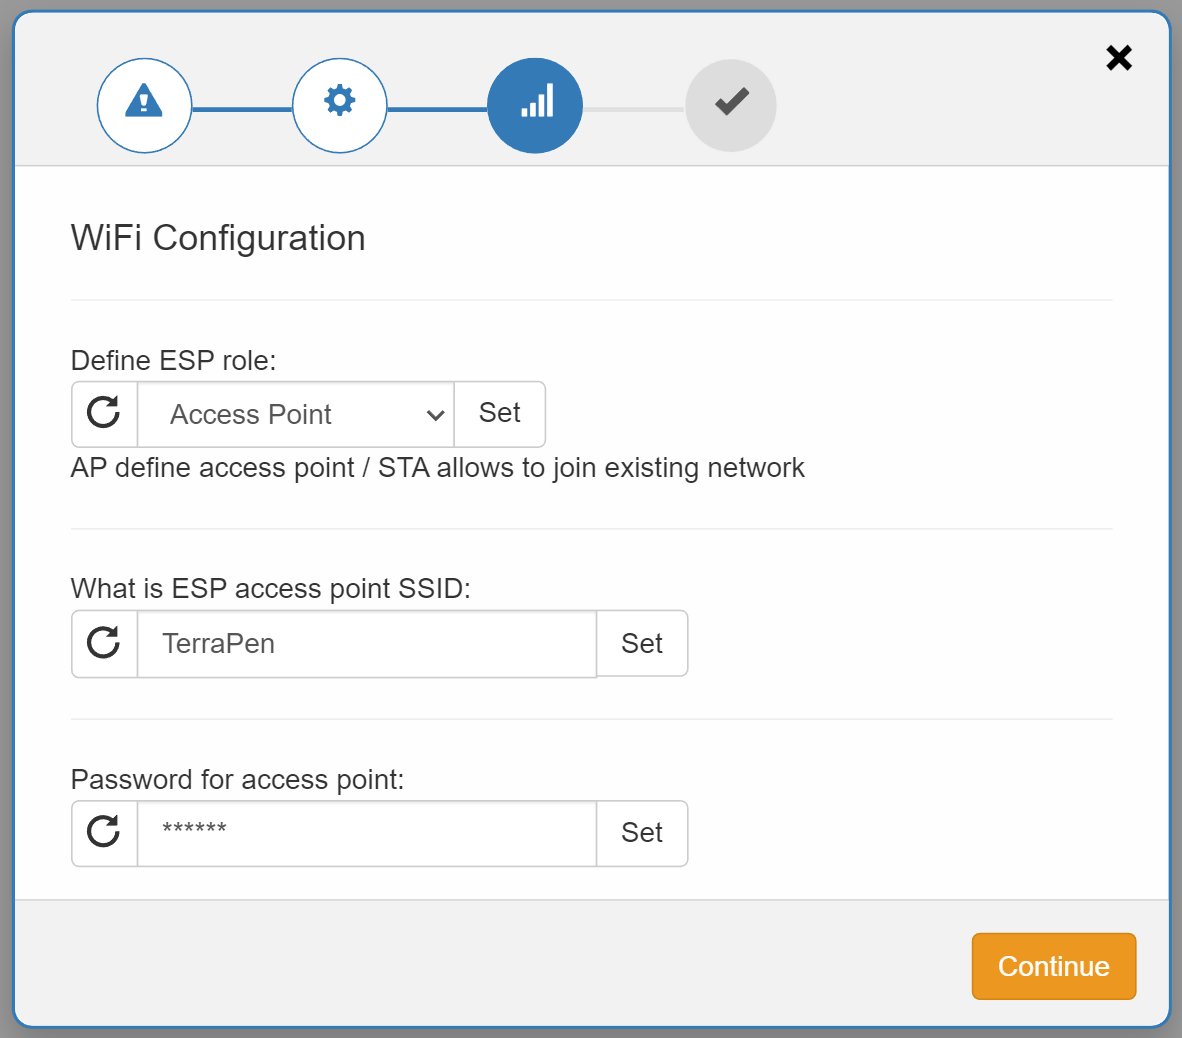 WiFi Configuration
Define ESP role:
Access Point
Set
AP define access point / STA allows to join existing network
What is ESP access point SSID:
TerraPen
Set
Password for access point:
******
Set
Continue